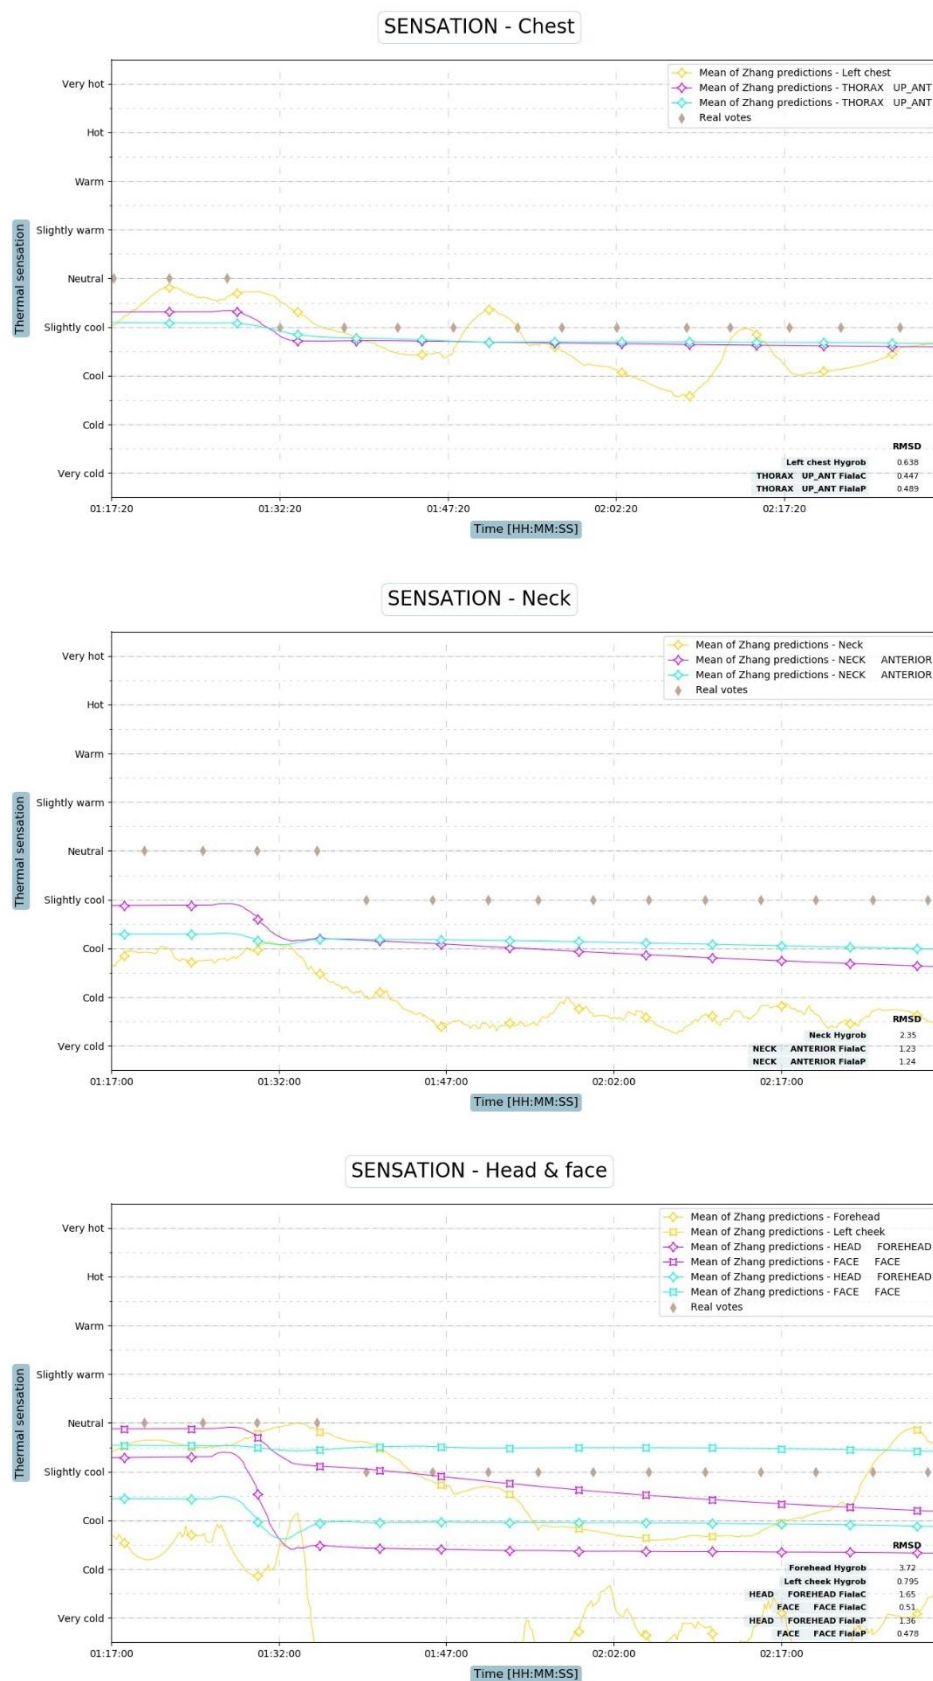 SENSATION - Chest
Mean of Zhang predictions - Left chest
Mean of Zhang predictions - THORAX UP_ANT
Mean of Zhang predictions - THORAX UP_ANT
Real votes
Thermal sensation
Very hot
Hot
Warm
Slightly warm
Neutral
Slightly cool
Cool
Cold
Very cold
RMSD
Left chest Hygrob 0.638
THORAX UP_ANT FialaC 0.447
THORAX UP_ANT FialaP 0.489
01:17:20 01:32:20 01:47:20 02:02:20 02:17:20
Time [HH:MM:SS]
SENSATION - Neck
Mean of Zhang predictions - Neck
Mean of Zhang predictions - NECK ANTERIOR
Mean of Zhang predictions - NECK ANTERIOR
Real votes
Thermal sensation
Very hot
Hot
Warm
Slightly warm
Neutral
Slightly cool
Cool
Cold
Very cold
RMSD
Neck Hygrob 2.35
NECK ANTERIOR FialaC 1.23
NECK ANTERIOR FialaP 1.24
01:17:00 01:32:00 01:47:00 02:02:00 02:17:00
Time [HH:MM:SS]
SENSATION - Head & face
Mean of Zhang predictions - Forehead
Mean of Zhang predictions - Left cheek
Mean of Zhang predictions - HEAD FOREHEAD
Mean of Zhang predictions - FACE FACE
Mean of Zhang predictions - HEAD FOREHEAD
Mean of Zhang predictions - FACE FACE
Real votes
Thermal sensation
Very hot
Hot
Warm
Slightly warm
Neutral
Slightly cool
Cool
Cold
Very cold
RMSD
Forehead Hygrob 3.72
Left cheek Hygrob 0.795
HEAD FOREHEAD FialaC 1.65
FACE FACE FialaC 0.51
HEAD FOREHEAD FialaP 1.36
FACE FACE FialaP 0.478
01:17:00 01:32:00 01:47:00 02:02:00 02:17:00
Time [HH:MM:SS]